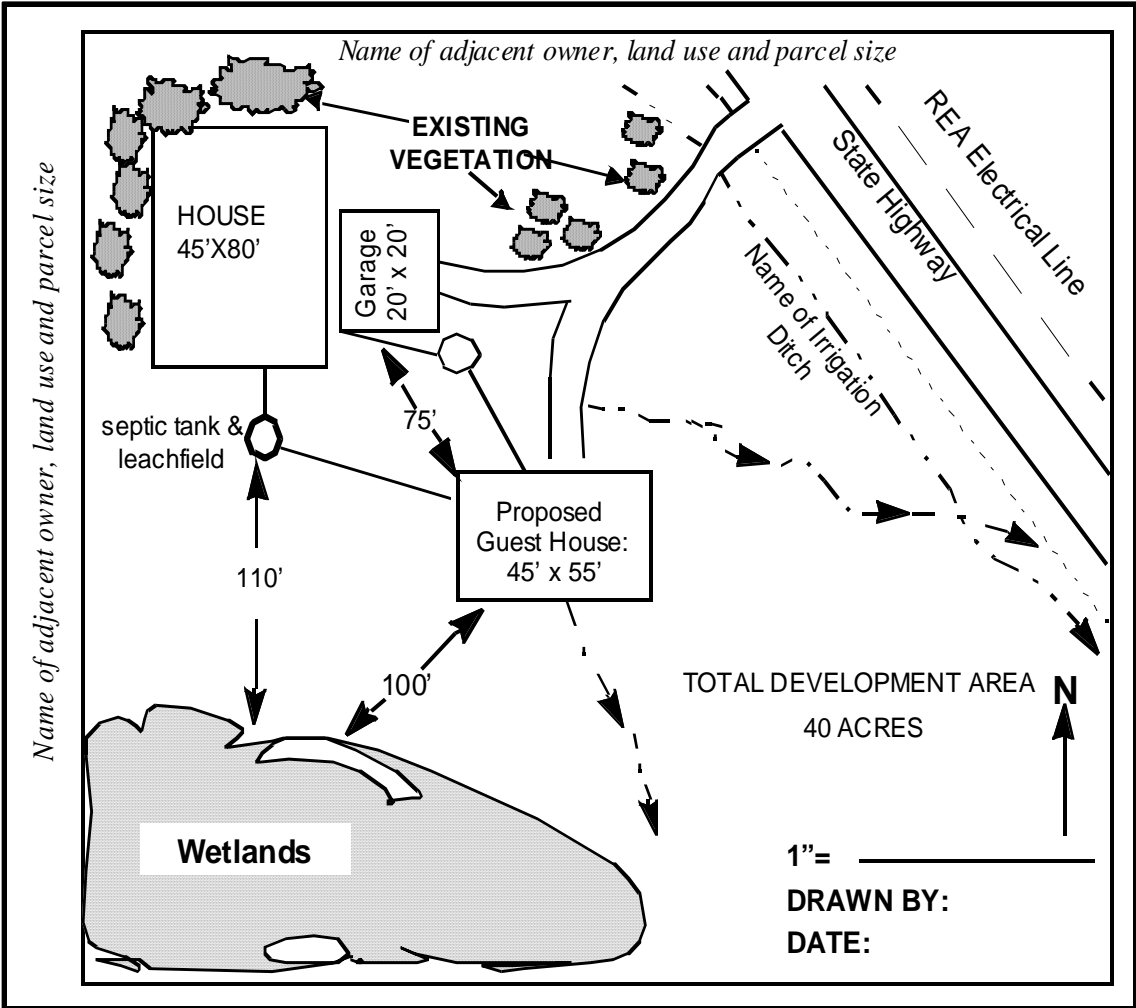 Name of adjacent owner, land use and parcel size
Name of adjacent owner, land use and parcel size
EXISTING
VEGETATION
REA Electrical Line
State Highway
HOUSE
45'X80'
Garage
20' x 20'
Name of Irrigation
Ditch
75'
septic tank &
leachfield
Proposed
Guest House:
45' x 55'
110'
100'
TOTAL DEVELOPMENT AREA
40 ACRES
N
Wetlands
1”=
DRAWN BY:
DATE: